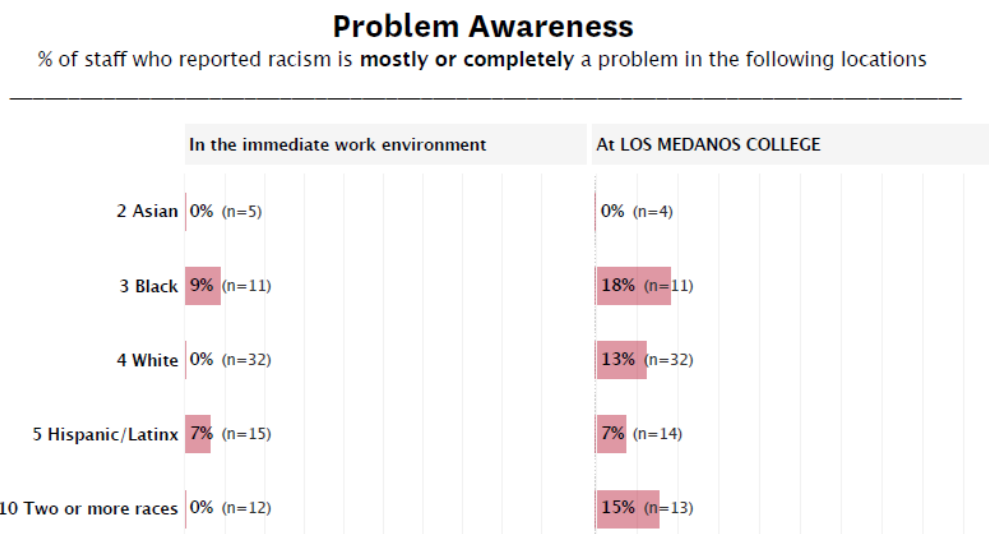 Problem Awareness
% of staff who reported racism is mostly or completely a problem in the following locations
In the immediate work environment At LOS MEDANOS COLLEGE
2 Asian 0% (n=5) 0% (n=4)
3 Black 9% (n=11) 18% (n=11)
4 White 0% (n=32) 13% (n=32)
5 Hispanic/Latinx 7% (n=15) 7% (n=14)
10 Two or more races 0% (n=12) 15% (n=13)